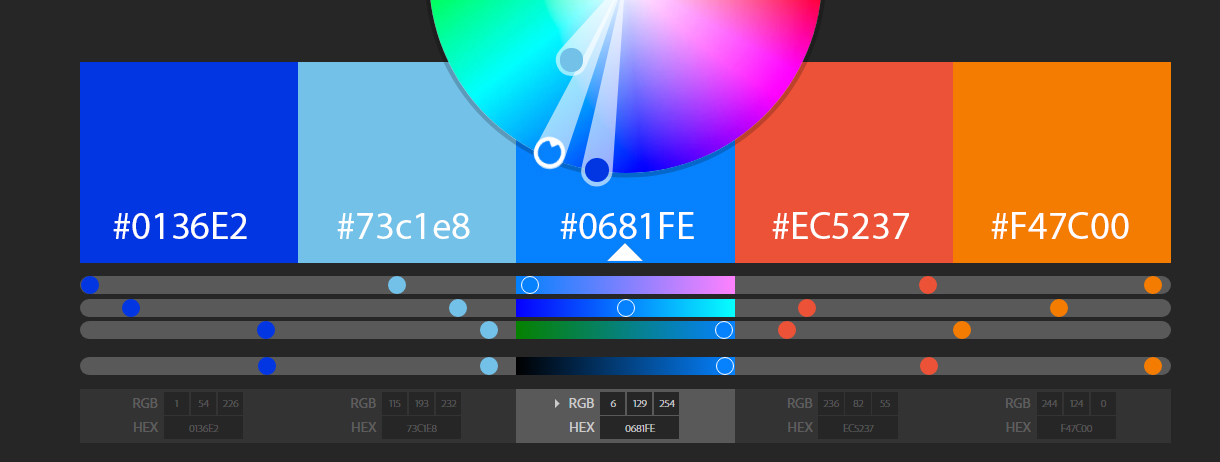 #0136E2 #73c1e8 #0681FE #EC5237 #F47C00
RGB 1 54 226 RGB 115 193 232 RGB 6 129 254 RGB 236 82 55 RGB 244 124 0
HEX 0136E2 HEX 73C1E8 HEX 0681FE HEX EC5237 HEX F47C00